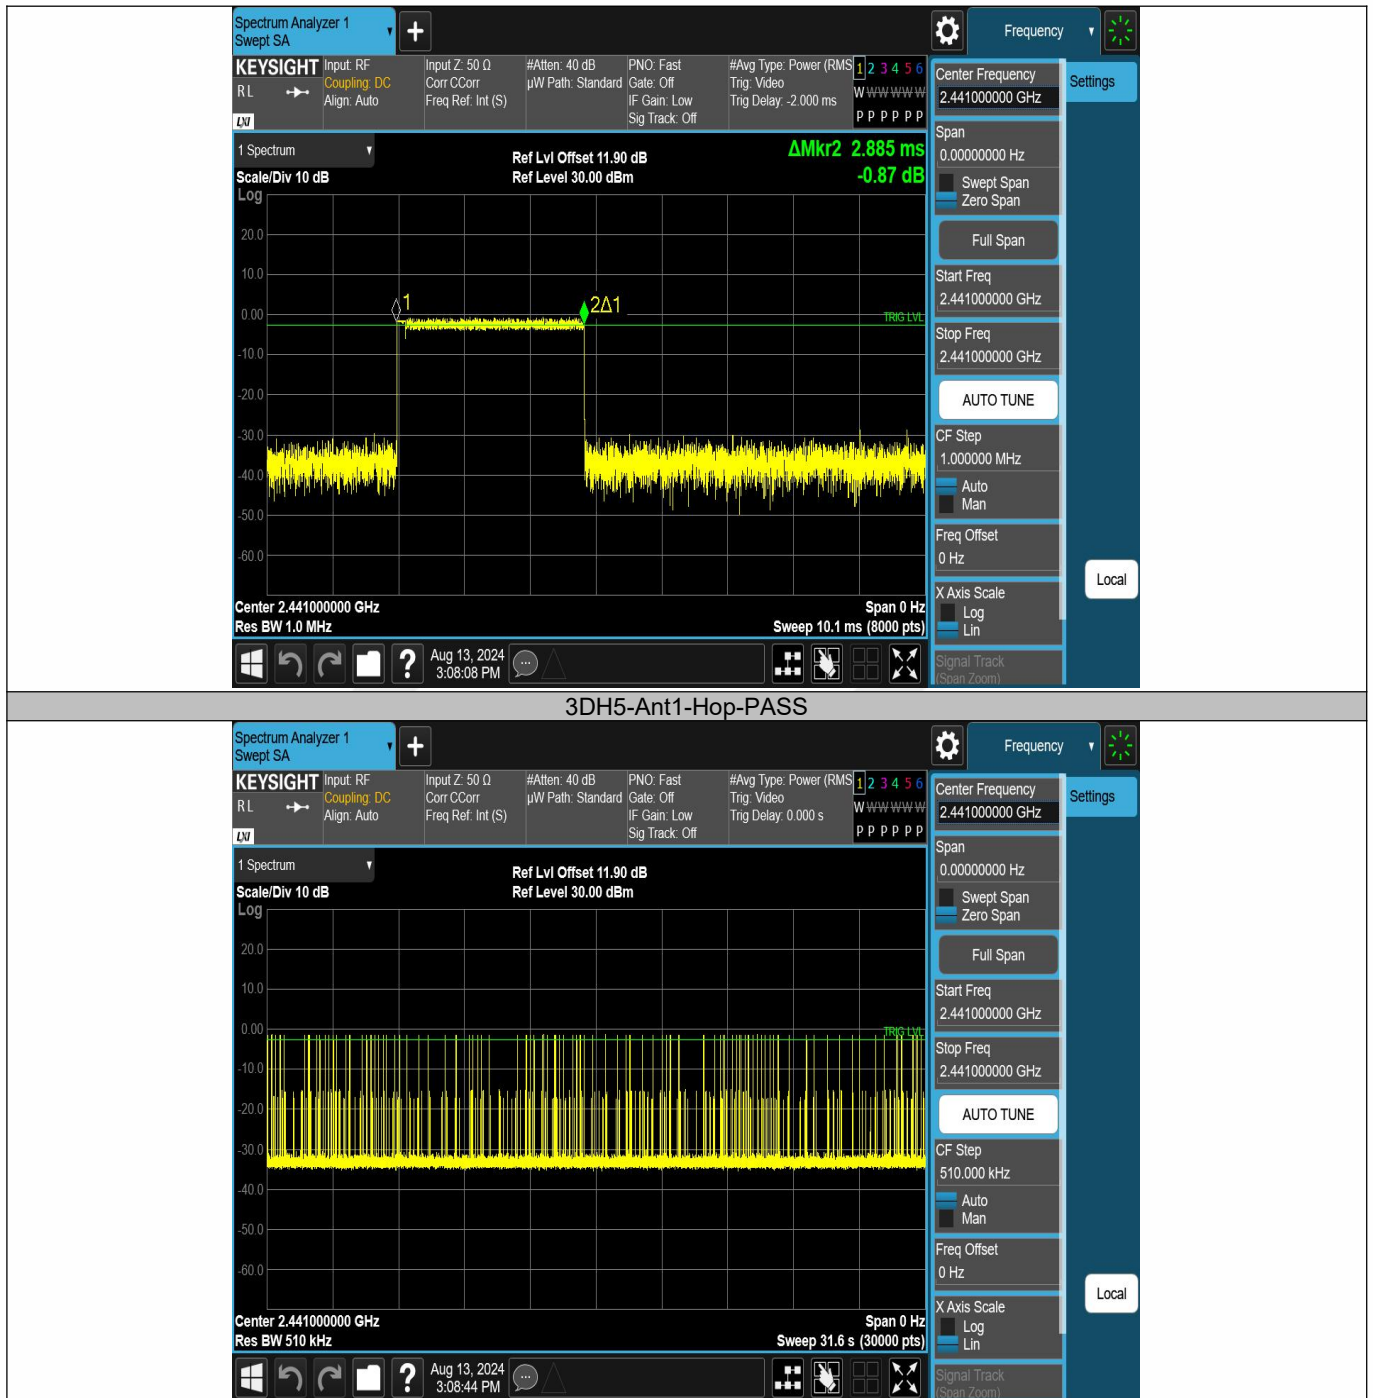 Spectrum Analyzer 1
Swept SA
Frequency
KEYSIGHT
RL
LXI
Input: RF
Coupling: DC
Align: Auto
Input Z: 50 Ω
Corr CCorr
Freq Ref: Int (S)
#Atten: 40 dB
µW Path: Standard
PNO: Fast
Gate: Off
IF Gain: Low
Sig Track: Off
#Avg Type: Power (RMS
Trig: Video
Trig Delay: -2.000 ms
1 2 3 4 5 6
W W W W W W
P P P P P P
1 Spectrum
Scale/Div 10 dB
Ref Lvl Offset 11.90 dB
Ref Level 30.00 dBm
ΔMkr2 2.885 ms
-0.87 dB
Log
20.0
10.0
0.00
-10.0
-20.0
-30.0
-40.0
-50.0
-60.0
1
2Δ1
TRIG LVL
Center 2.441000000 GHz
Res BW 1.0 MHz
Span 0 Hz
Sweep 10.1 ms (8000 pts)
Aug 13, 2024
3:08:08 PM
Center Frequency
2.441000000 GHz
Settings
Span
0.00000000 Hz
Swept Span
Zero Span
Full Span
Start Freq
2.441000000 GHz
Stop Freq
2.441000000 GHz
AUTO TUNE
CF Step
1.000000 MHz
Auto
Man
Freq Offset
0 Hz
X Axis Scale
Log
Lin
Local
Signal Track
(Span Zoom)
3DH5-Ant1-Hop-PASS
Spectrum Analyzer 1
Swept SA
Frequency
KEYSIGHT
RL
LXI
Input: RF
Coupling: DC
Align: Auto
Input Z: 50 Ω
Corr CCorr
Freq Ref: Int (S)
#Atten: 40 dB
µW Path: Standard
PNO: Fast
Gate: Off
IF Gain: Low
Sig Track: Off
#Avg Type: Power (RMS
Trig: Video
Trig Delay: 0.000 s
1 2 3 4 5 6
W W W W W W
P P P P P P
1 Spectrum
Scale/Div 10 dB
Ref Lvl Offset 11.90 dB
Ref Level 30.00 dBm
Log
20.0
10.0
0.00
-10.0
-20.0
-30.0
-40.0
-50.0
-60.0
TRIG LVL
Center 2.441000000 GHz
Res BW 510 kHz
Span 0 Hz
Sweep 31.6 s (30000 pts)
Aug 13, 2024
3:08:44 PM
Center Frequency
2.441000000 GHz
Settings
Span
0.00000000 Hz
Swept Span
Zero Span
Full Span
Start Freq
2.441000000 GHz
Stop Freq
2.441000000 GHz
AUTO TUNE
CF Step
510.000 kHz
Auto
Man
Freq Offset
0 Hz
X Axis Scale
Log
Lin
Local
Signal Track
(Span Zoom)